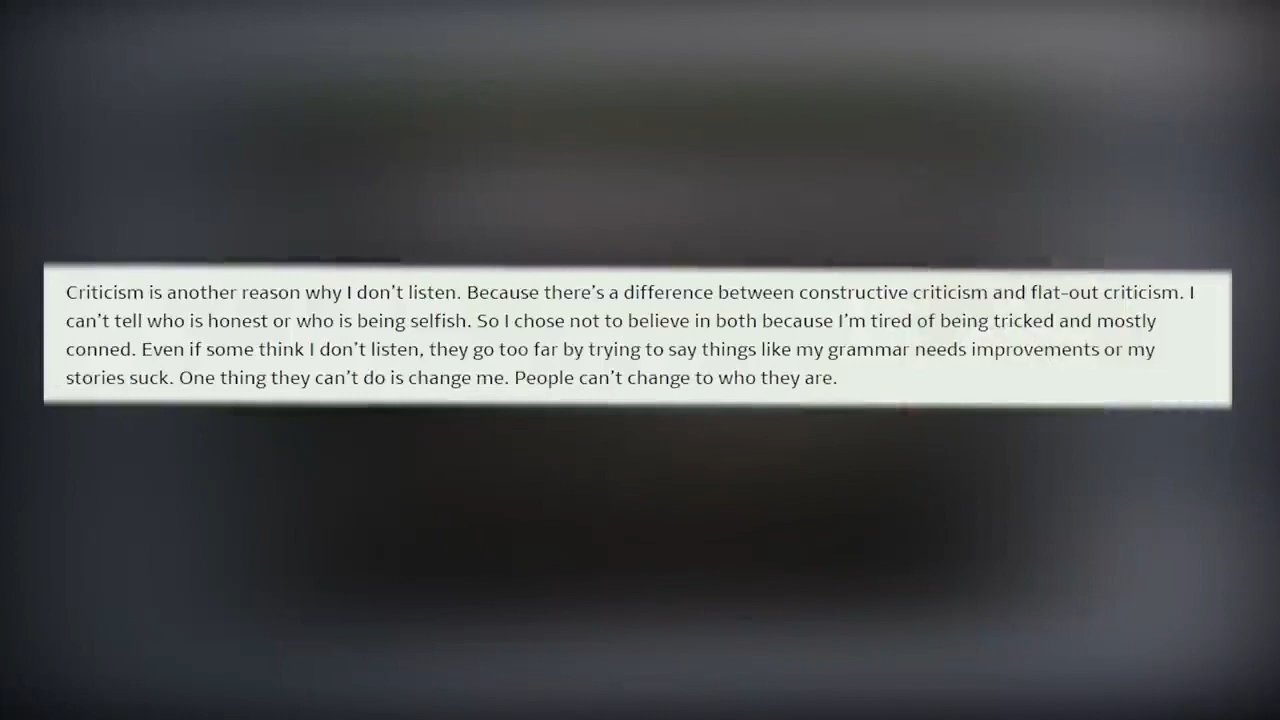 Criticism is another reason why I don't listen. Because there's a difference between constructive criticism and flat-out criticism. I
can't tell who is honest or who is being selfish. So I chose not to believe in both because I'm tired of being tricked and mostly
conned. Even if some think I don't listen, they go too far by trying to say things like my grammar needs improvements or my
stories suck. One thing they can't do is change me. People can't change to who they are.